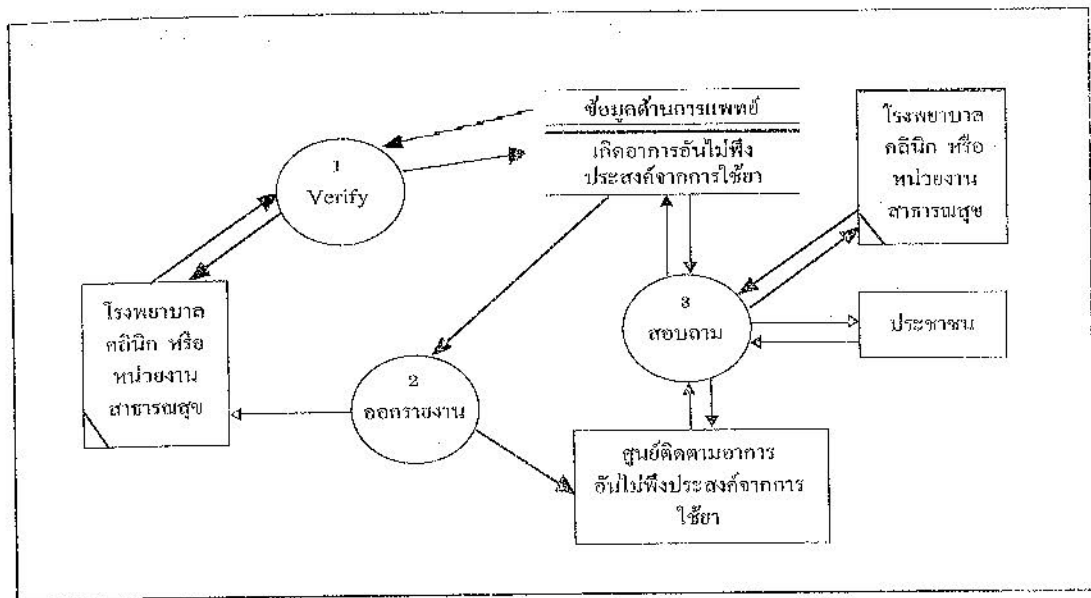 ข้อมูลด้านการแพทย์
เกิดอาการอันไม่พึง
ประสงค์จากการใช้ยา
1
Verify
โรงพยาบาล
คลินิก หรือ
หน่วยงาน
สาธารณสุข
3
สอบถาม
ประชาชน
โรงพยาบาล
คลินิก หรือ
หน่วยงาน
สาธารณสุข
2
ออกรายงาน
ศูนย์ติดตามอาการ
อันไม่พึงประสงค์จากการ
ใช้ยา